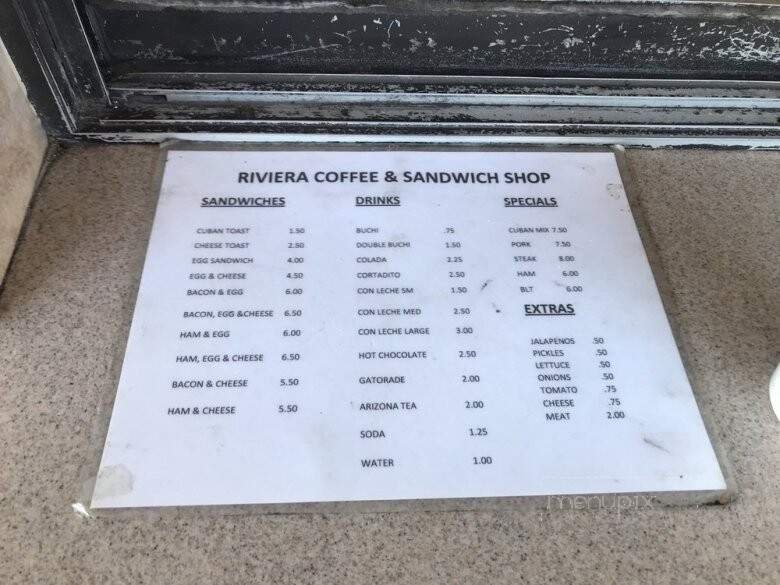 RIVIERA COFFEE & SANDWICH SHOP
SANDWICHES
CUBAN TOAST 1.50
CHEESE TOAST 2.50
EGG SANDWICH 4.00
EGG & CHEESE 4.50
BACON & EGG 6.00
BACON, EGG &CHEESE 6.50
HAM & EGG 6.00
HAM, EGG & CHEESE 6.50
BACON & CHEESE 5.50
HAM & CHEESE 5.50
DRINKS
BUCHI .75
DOUBLE BUCHI 1.50
COLADA 2.25
CORTADITO 2.50
CON LECHE SM 1.50
CON LECHE MED 2.50
CON LECHE LARGE 3.00
HOT CHOCOLATE 2.50
GATORADE 2.00
ARIZONA TEA 2.00
SODA 1.25
WATER 1.00
SPECIALS
CUBAN MIX 7.50
PORK 7.50
STEAK 8.00
HAM 6.00
BLT 6.00
EXTRAS
JALAPENOS .50
PICKLES .50
LETTUCE .50
ONIONS .50
TOMATO .75
CHEESE .75
MEAT 2.00
menupix